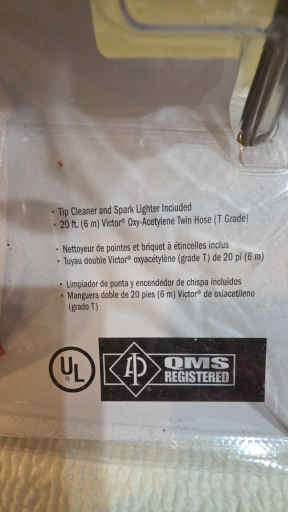 • Tip Cleaner and Spark Lighter Included
• 20 ft. (6 m) Victor® Oxy-Acetylene Twin Hose (T Grade)
• Nettoyeur de pointes et briquet à étincelles inclus
• Tuyau double Victor® oxyacétylène (grade T) de 20 pi (6 m)
• Limpiador de punta y encendedor de chispa incluidos
• Manguera doble de 20 pies (6 m) Victor® de oxiacetileno
(grado T)
UL
®
QMS
REGISTERED